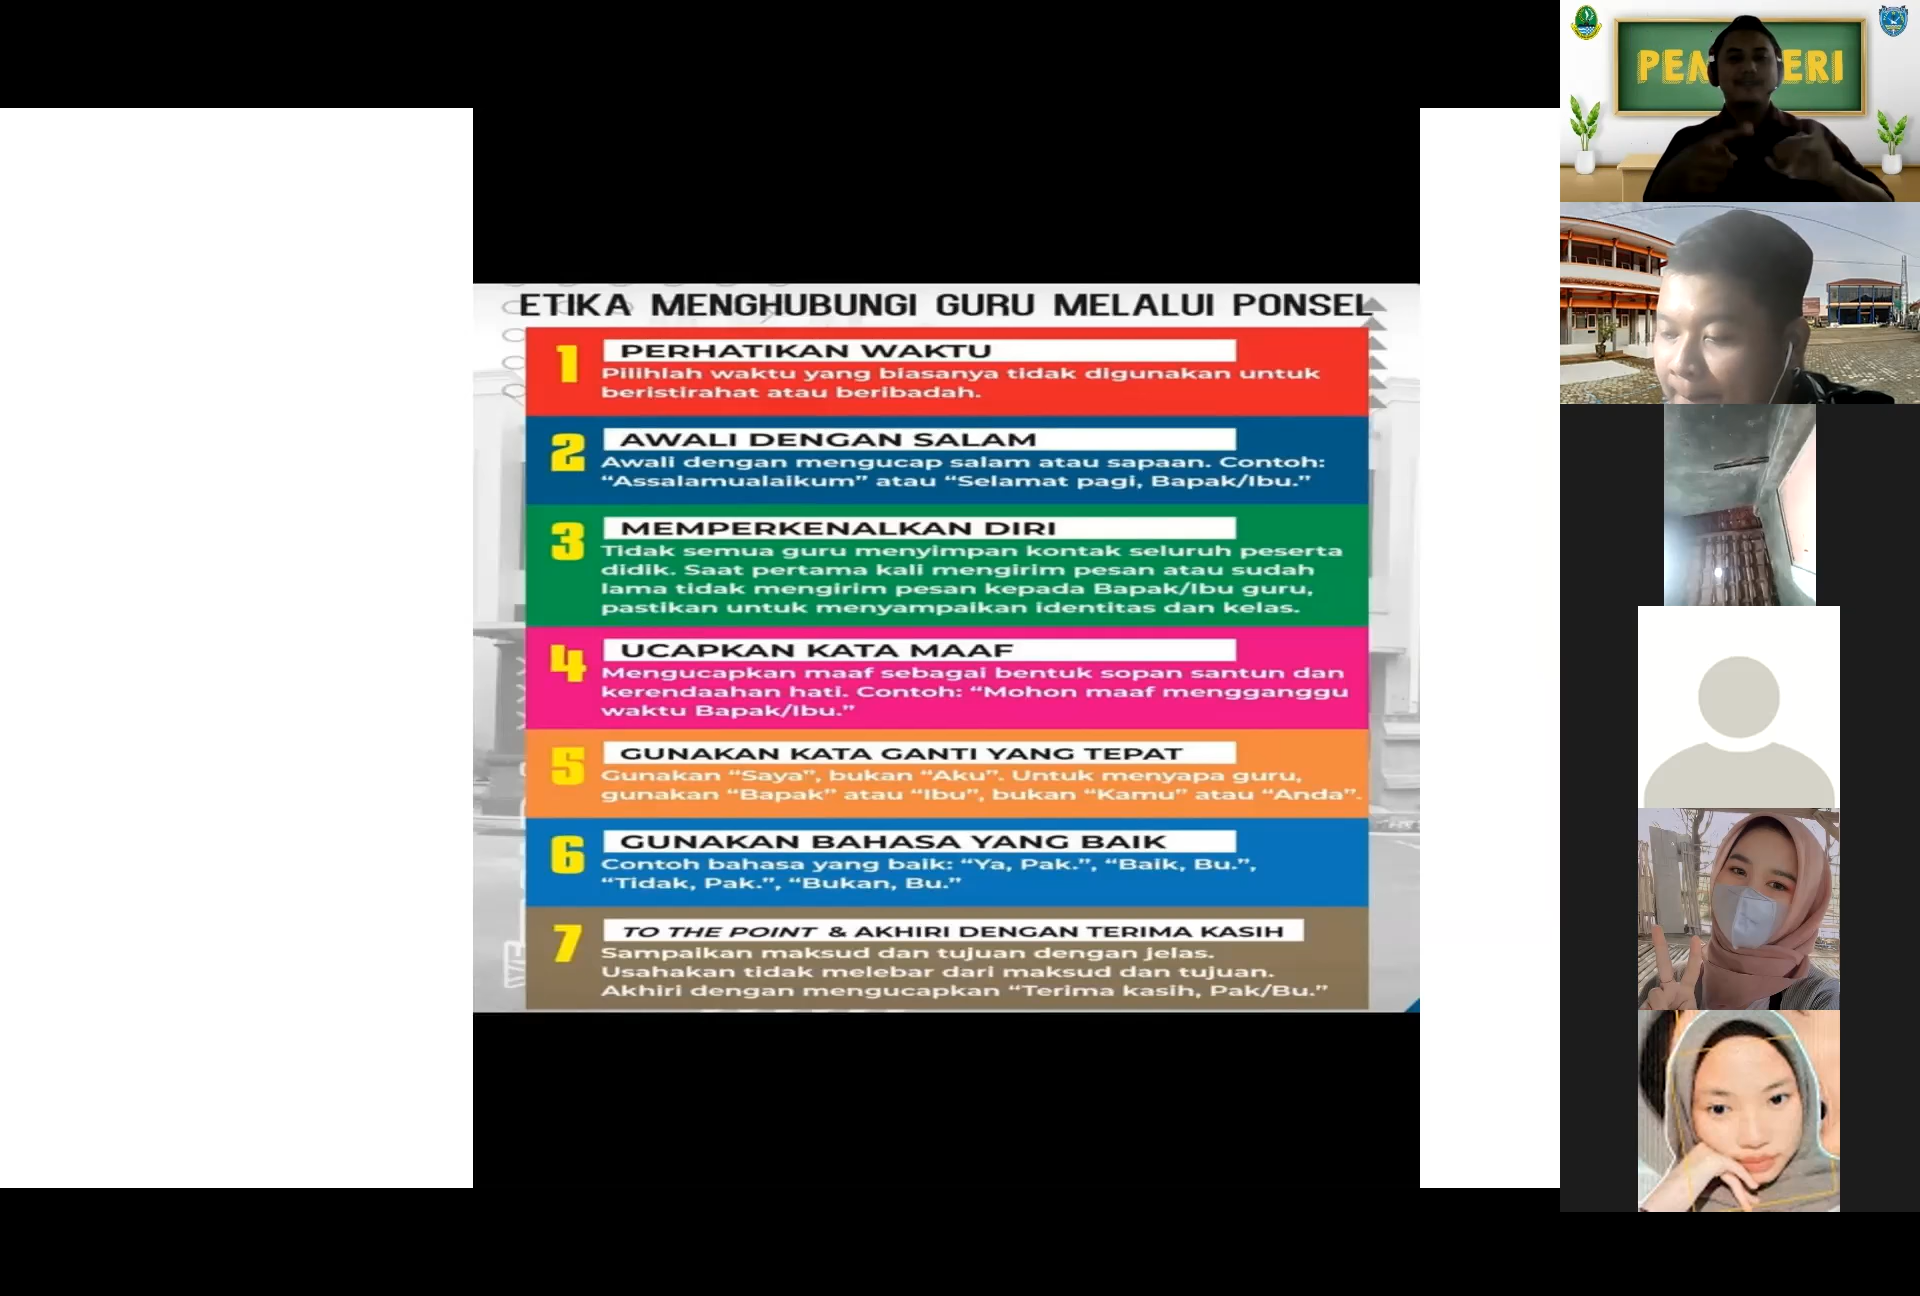 ETIKA MENGHUBUNGI GURU MELALUI PONSEL
1
PERHATIKAN WAKTU
Pilihlah waktu yang biasanya tidak digunakan untuk
beristirahat atau beribadah.
2
AWALI DENGAN SALAM
Awali dengan mengucap salam atau sapaan. Contoh:
“Assalamualaikum” atau “Selamat pagi, Bapak/Ibu.”
3
MEMPERKENALKAN DIRI
Tidak semua guru menyimpan kontak seluruh peserta
didik. Saat pertama kali mengirim pesan atau sudah
lama tidak mengirim pesan kepada Bapak/Ibu guru,
pastikan untuk menyampaikan identitas dan kelas.
4
UCAPKAN KATA MAAF
Mengucapkan maaf sebagai bentuk sopan santun dan
kerendaahan hati. Contoh: “Mohon maaf mengganggu
waktu Bapak/Ibu.”
5
GUNAKAN KATA GANTI YANG TEPAT
Gunakan “Saya”, bukan “Aku”. Untuk menyapa guru,
gunakan “Bapak” atau “Ibu”, bukan “Kamu” atau “Anda”.
6
GUNAKAN BAHASA YANG BAIK
Contoh bahasa yang baik: “Ya, Pak.”, “Baik, Bu.”,
“Tidak, Pak.”, “Bukan, Bu.”
7
TO THE POINT & AKHIRI DENGAN TERIMA KASIH
Sampaikan maksud dan tujuan dengan jelas.
Usahakan tidak melebar dari maksud dan tujuan.
Akhiri dengan mengucapkan “Terima kasih, Pak/Bu.”